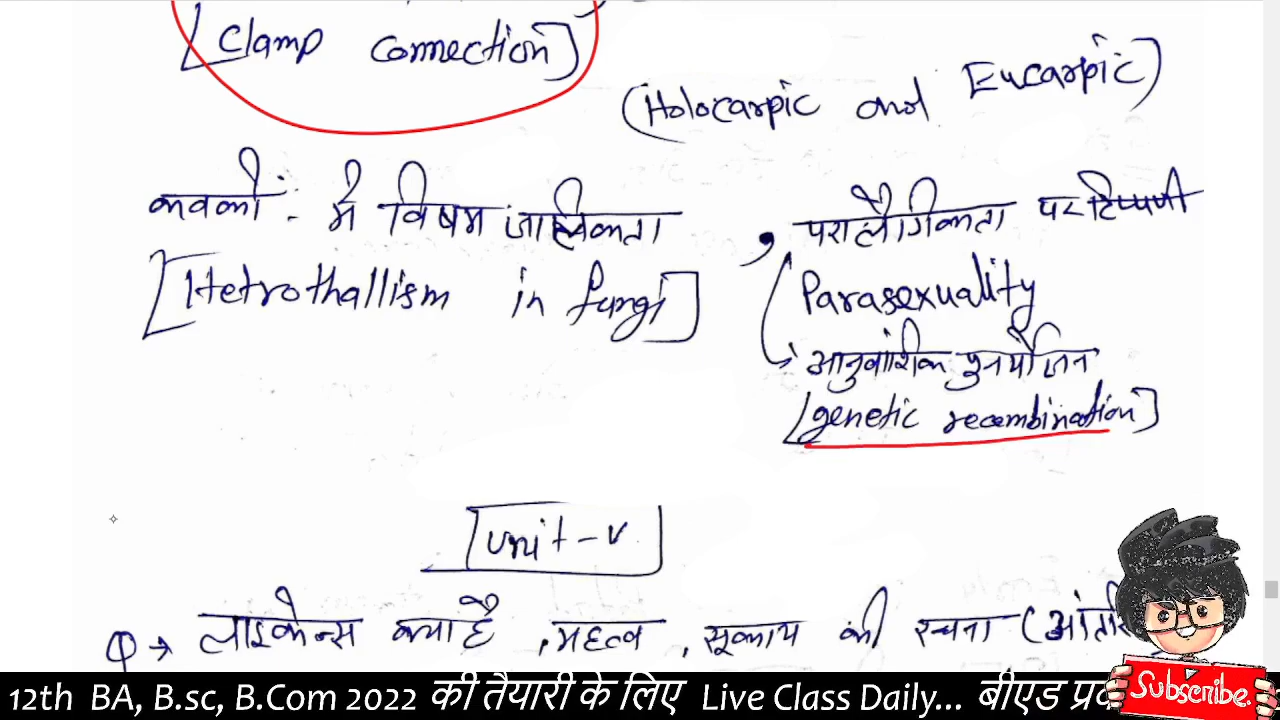 [Clamp connection]
(Holocarpic and Eucarpic)
कवकों: में विषम जालिकता , परालैंगिकता पर टिप्पणी
[Hetrothallism in fungi]
Parasexuality
आनुवांशिक पुनर्योजन
[genetic recombination]
Unit-V
Q → लाइकेन्स क्या है , महत्व , सूकाय की रचना (आंतरि
12th BA, B.sc, B.Com 2022 की तैयारी के लिए Live Class Daily... बीएड प्र
Subscribe.